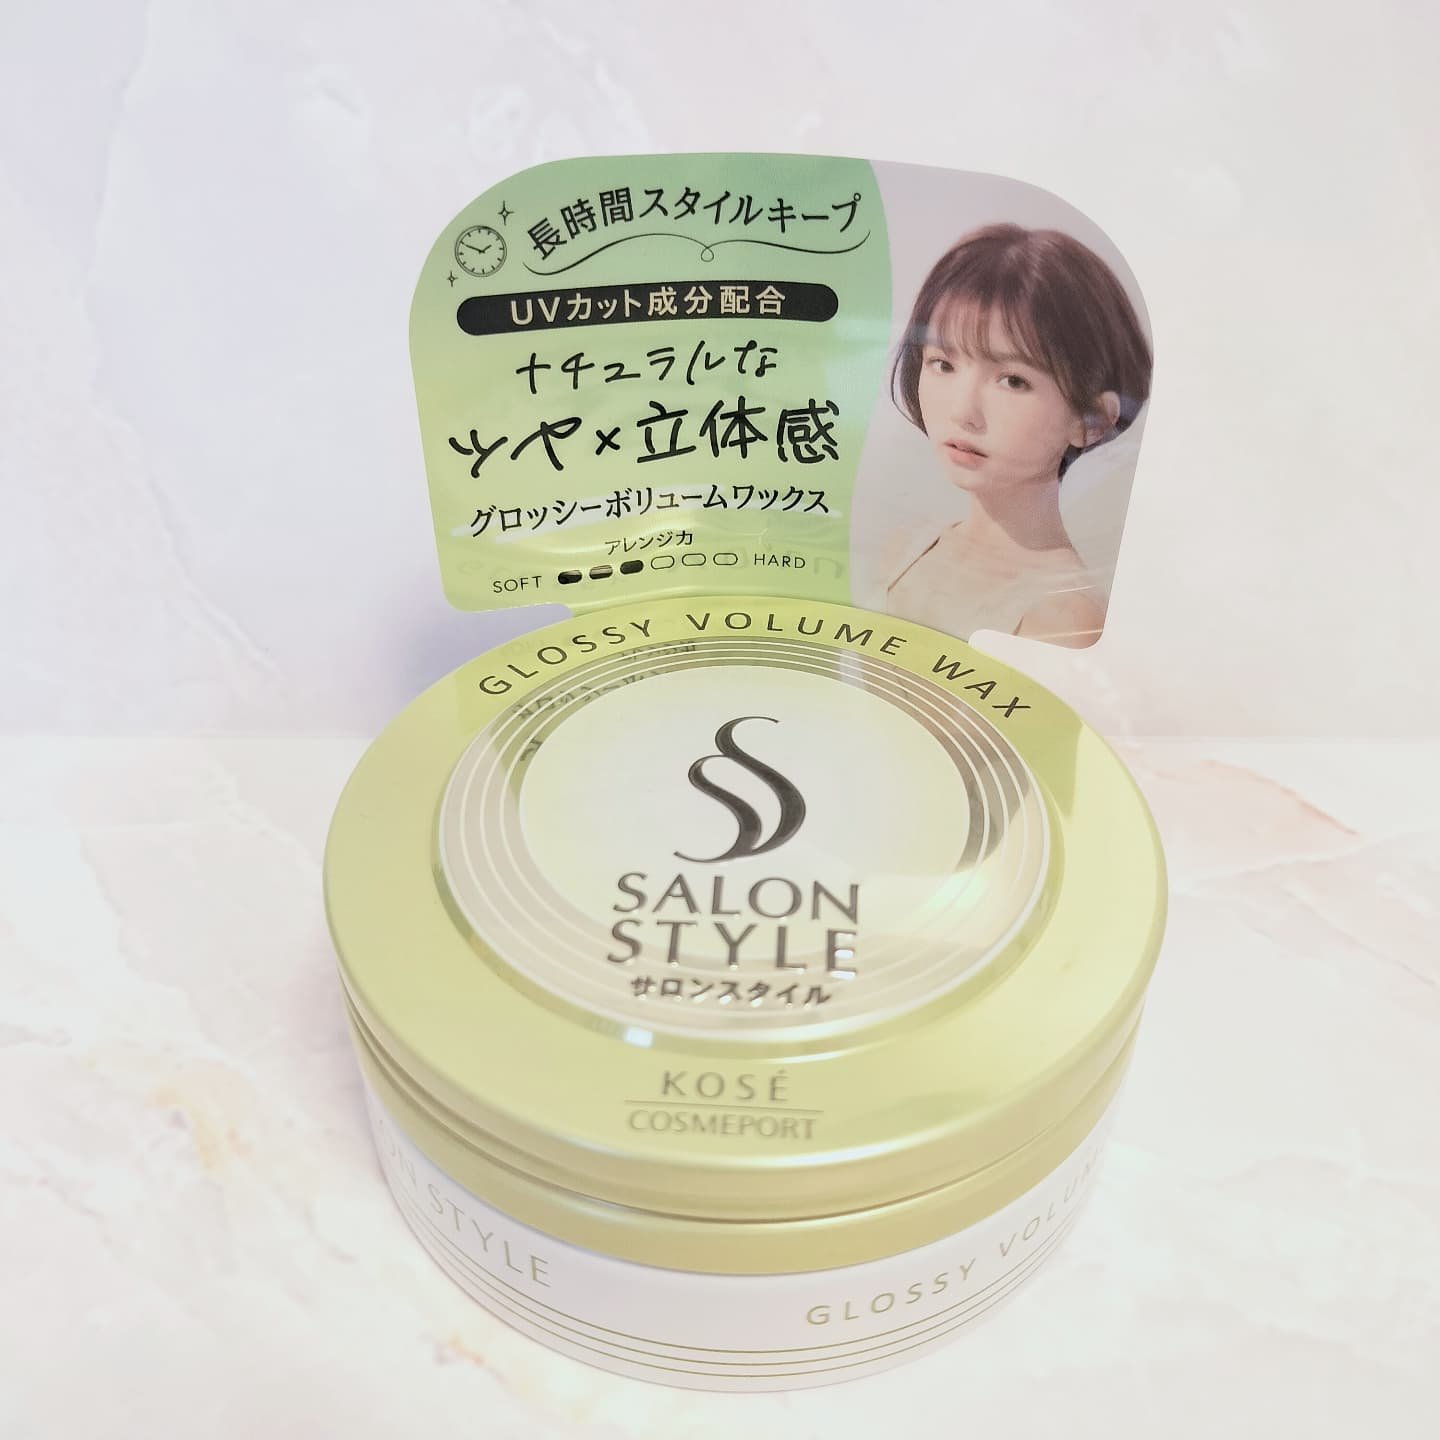 長時間スタイルキープ
UVカット成分配合
ナチュラルな
ツヤ×立体感
グロッシーボリュームワックス
アレンジ力
SOFT HARD
GLOSSY VOLUME WAX
SALON
STYLE
サロンスタイル
KOSÉ
COSMEPORT
ON STYLE
GLOSSY VOLUM